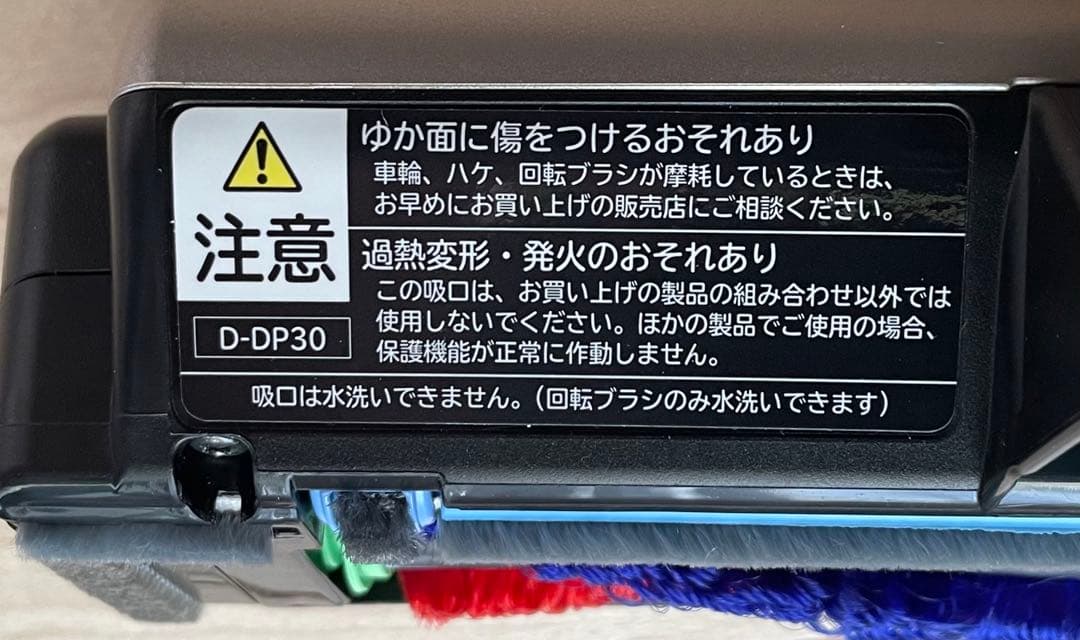 注意
D-DP30
ゆか面に傷をつけるおそれあり
車輪、ハケ、回転ブラシが摩耗しているときは、
お早めにお買い上げの販売店にご相談ください。
過熱変形・発火のおそれあり
この吸口は、お買い上げの製品の組み合わせ以外では
使用しないでください。ほかの製品でご使用の場合、
保護機能が正常に作動しません。
吸口は水洗いできません。（回転ブラシのみ水洗いできます）